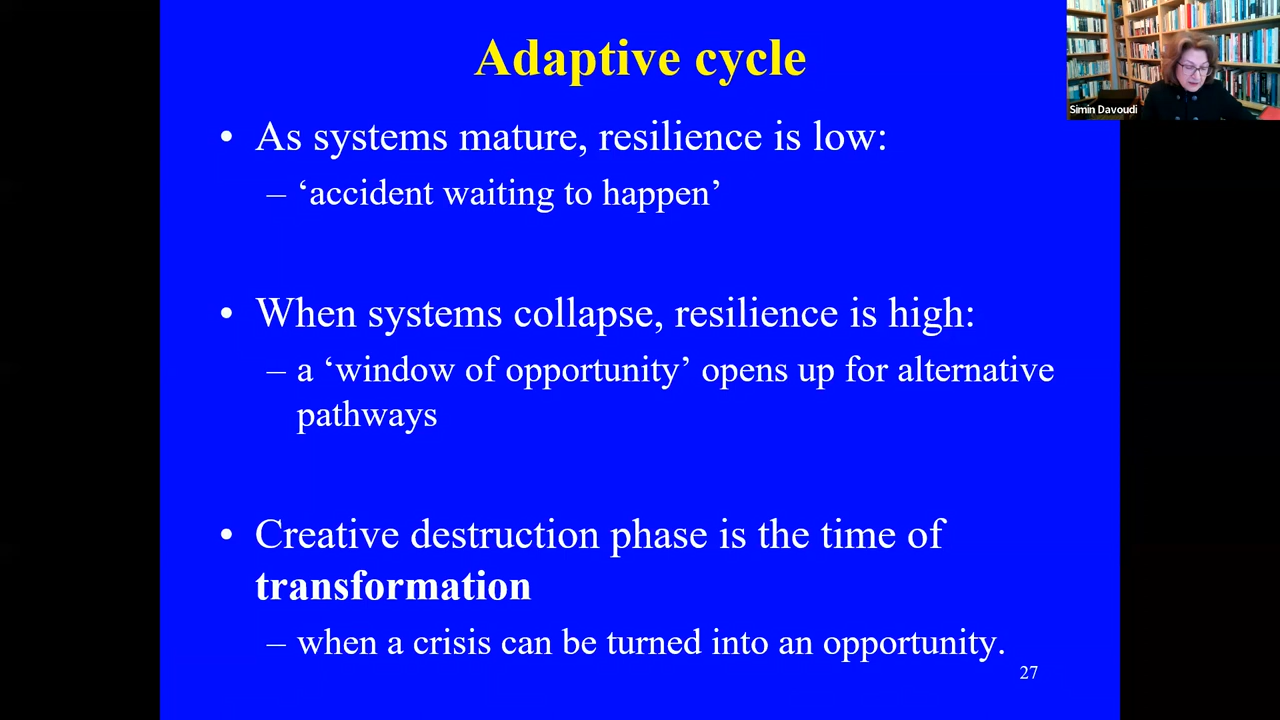 Adaptive cycle
Simin Davoudi
• As systems mature, resilience is low:
– ‘accident waiting to happen’
• When systems collapse, resilience is high:
– a ‘window of opportunity’ opens up for alternative
pathways
• Creative destruction phase is the time of
transformation
– when a crisis can be turned into an opportunity.
27